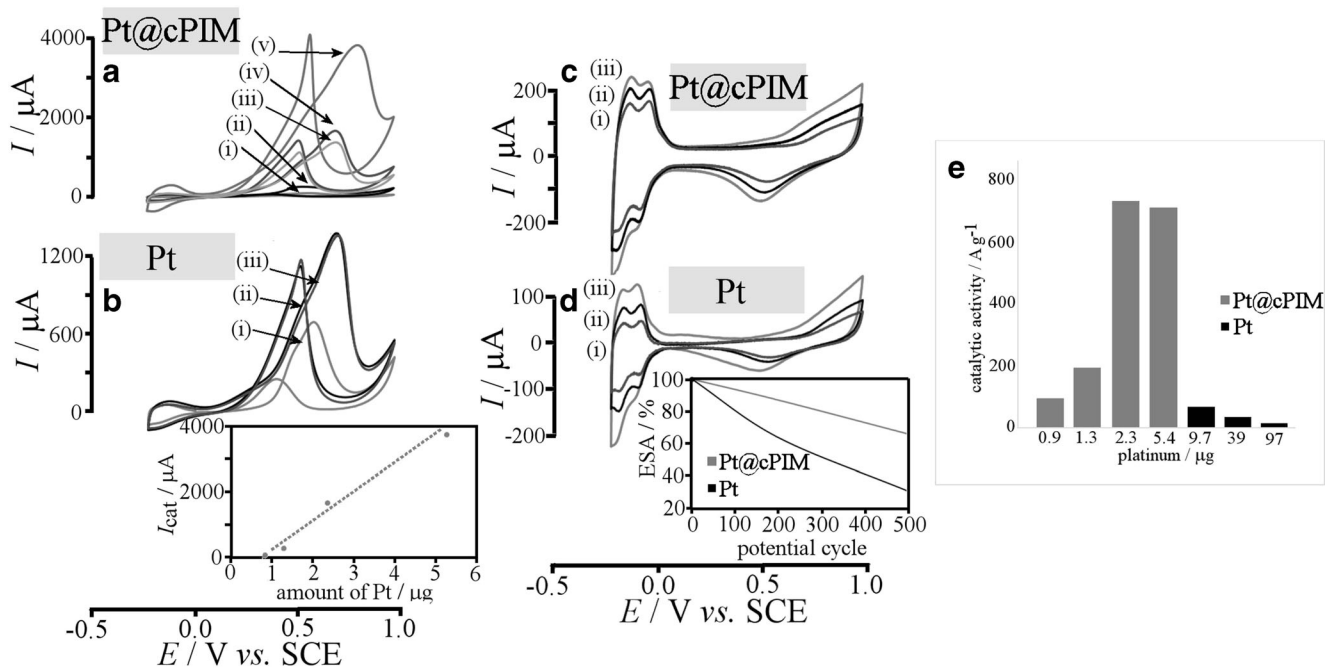 Pt@cPIM
a
4000
2000
0
I / µA
(v)
(iv)
(iii)
(ii)
(i)
Pt
b
1200
600
0
I / µA
(iii)
(ii)
(i)
4000
2000
0
Icat / µA
0 1 2 3 4 5 6
amount of Pt / µg
-0.5 0.0 0.5 1.0
E / V vs. SCE
c
Pt@cPIM
(iii)
(ii)
(i)
200
100
0
-200
I / µA
d
Pt
(iii)
(ii)
(i)
100
0
-100
-200
I / µA
100
80
60
40
20
ESA / %
Pt@cPIM
Pt
0 100 200 300 400 500
potential cycle
-0.5 0.0 0.5 1.0
E / V vs. SCE
e
800
600
400
200
0
catalytic activity / A g-1
Pt@cPIM
Pt
0.9 1.3 2.3 5.4 9.7 39 97
platinum / µg